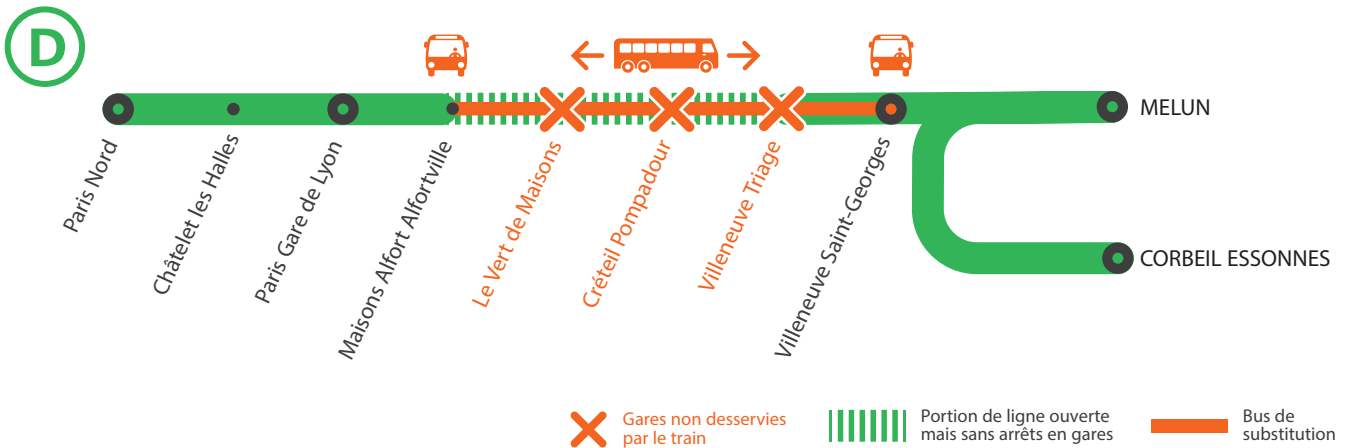 D
MELUN
CORBEIL ESSONNES
Paris Nord
Châtelet les Halles
Paris Gare de Lyon
Maisons Alfort Alfortville
Le Vert de Maisons
Créteil Pompadour
Villeneuve Triage
Villeneuve Saint-Georges
Gares non desservies
par le train
Portion de ligne ouverte
mais sans arrêts en gares
Bus de
substitution